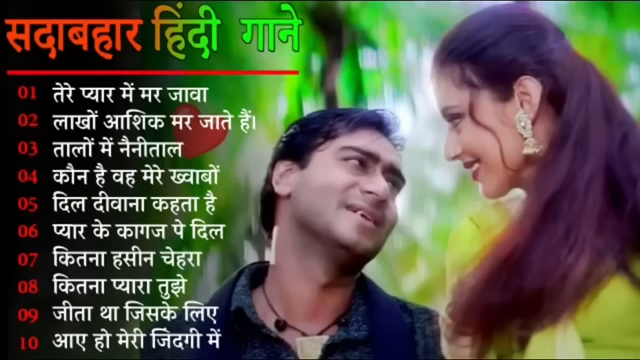 सदाबहार हिंदी गाने
01 तेरे प्यार में मर जावा
02 लाखों आशिक मर जाते हैं।
03 तालों में नैनीताल
04 कौन है वह मेरे ख्वाबों
05 दिल दीवाना कहता है
06 प्यार के कागज पे दिल
07 कितना हसीन चेहरा
08 कितना प्यारा तुझे
09 जीता था जिसके लिए
10 आए हो मेरी जिंदगी में